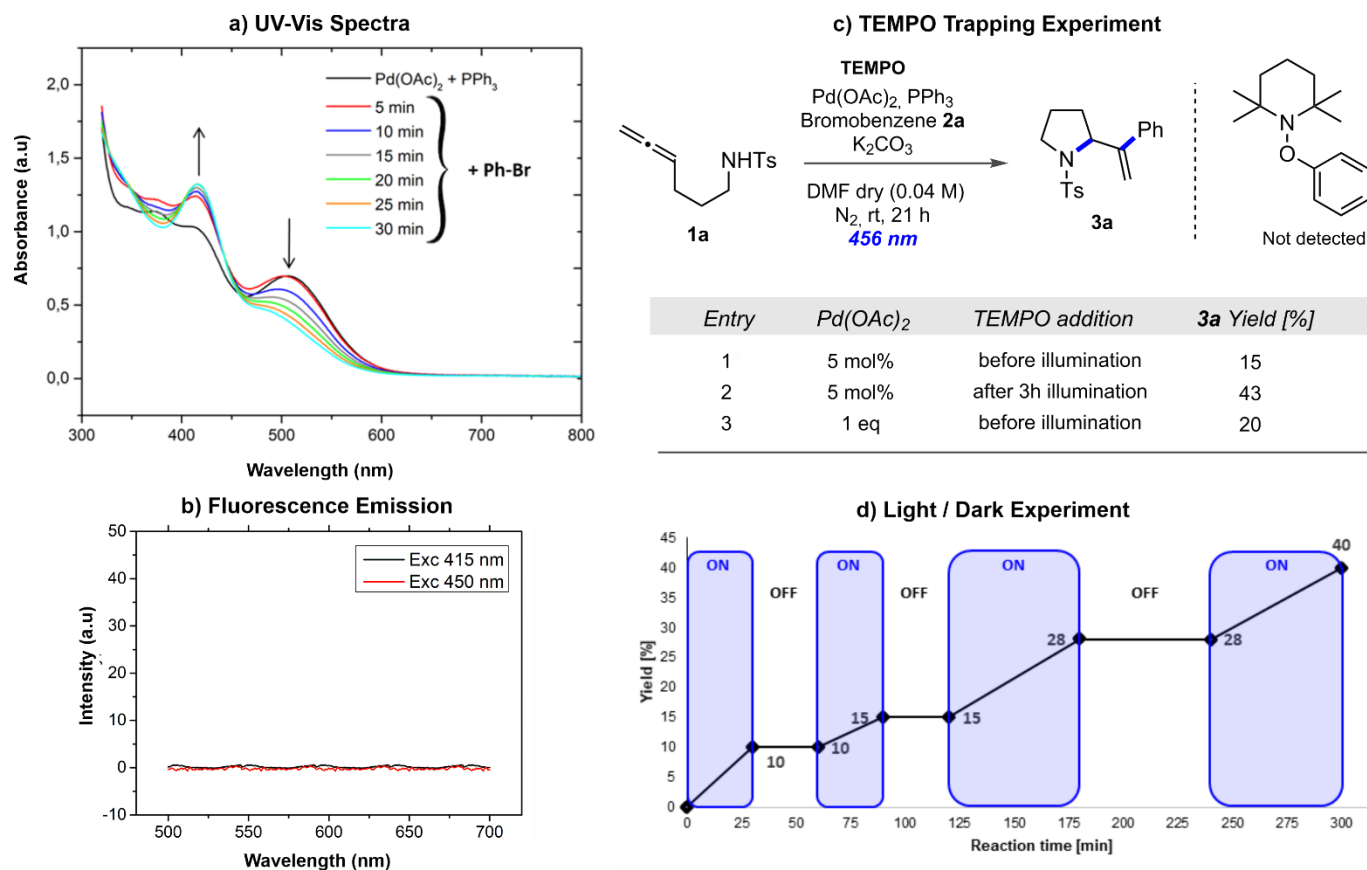 a) UV-Vis Spectra
Absorbance (a.u)
2,0
1,5
1,0
0,5
0,0
300
400
500
600
700
800
Wavelength (nm)
Pd(OAc)2 + PPh3
5 min
10 min
15 min
20 min
25 min
30 min
+ Ph-Br
b) Fluorescence Emission
Intensity (a.u)
50
40
30
20
10
0
-10
500
550
600
650
700
Wavelength (nm)
Exc 415 nm
Exc 450 nm
c) TEMPO Trapping Experiment
NHTs
1a
TEMPO
Pd(OAc)2, PPh3
Bromobenzene 2a
K2CO3
DMF dry (0.04 M)
N2, rt, 21 h
456 nm
Ph
N
Ts
3a
N
O
Not detected
Entry Pd(OAc)2 TEMPO addition 3a Yield [%]
1 5 mol% before illumination 15
2 5 mol% after 3h illumination 43
3 1 eq before illumination 20
d) Light / Dark Experiment
Yield [%]
45
40
35
30
25
20
15
10
5
0
0
25
50
75
100
125
150
175
200
225
250
275
300
Reaction time [min]
ON
OFF
ON
OFF
ON
OFF
ON
10
10
15
15
28
28
40